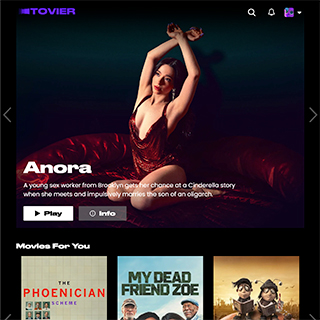 TOVIER
Anora
A young sex worker from Brooklyn gets her chance at a Cinderella story
when she meets and impulsively marries the son of an oligarch.
Play
Info
Movies For You
THE
PHOENICIAN
SCHEME
MY DEAD
FRIEND ZOE